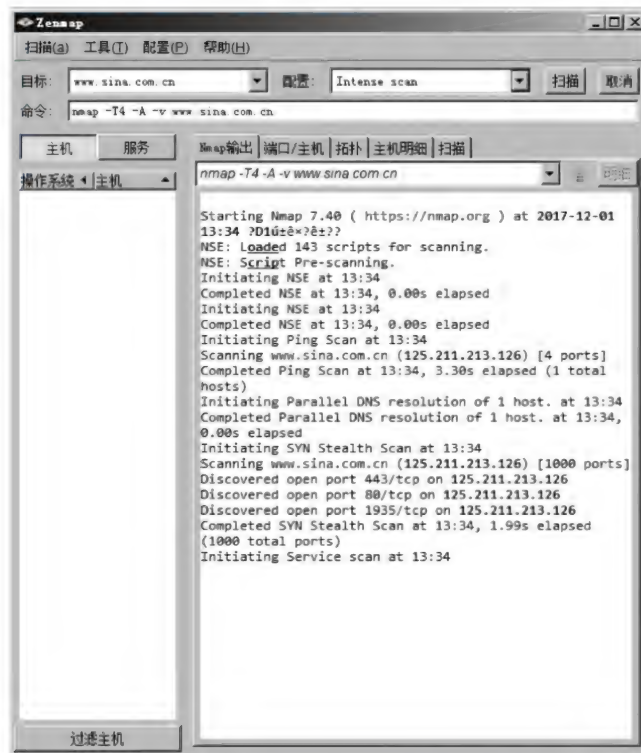 Zenmap
扫描(a) 工具(T) 配置(P) 帮助(H)
目标: www.sina.com.cn 配置: Intense scan 扫描 取消
命令: nmap -T4 -A -v www.sina.com.cn
主机 服务
操作系统 主机
Nmap输出 端口/主机 拓扑 主机明细 扫描
nmap -T4 -A -v www.sina.com.cn 明细
Starting Nmap 7.40 ( https://nmap.org ) at 2017-12-01
13:34 ?D1ú±ê×?ê±??
NSE: Loaded 143 scripts for scanning.
NSE: Script Pre-scanning.
Initiating NSE at 13:34
Completed NSE at 13:34, 0.00s elapsed
Initiating NSE at 13:34
Completed NSE at 13:34, 0.00s elapsed
Initiating Ping Scan at 13:34
Scanning www.sina.com.cn (125.211.213.126) [4 ports]
Completed Ping Scan at 13:34, 3.30s elapsed (1 total
hosts)
Initiating Parallel DNS resolution of 1 host. at 13:34
Completed Parallel DNS resolution of 1 host. at 13:34,
0.00s elapsed
Initiating SYN Stealth Scan at 13:34
Scanning www.sina.com.cn (125.211.213.126) [1000 ports]
Discovered open port 443/tcp on 125.211.213.126
Discovered open port 80/tcp on 125.211.213.126
Discovered open port 1935/tcp on 125.211.213.126
Completed SYN Stealth Scan at 13:34, 1.99s elapsed
(1000 total ports)
Initiating Service scan at 13:34
过滤主机